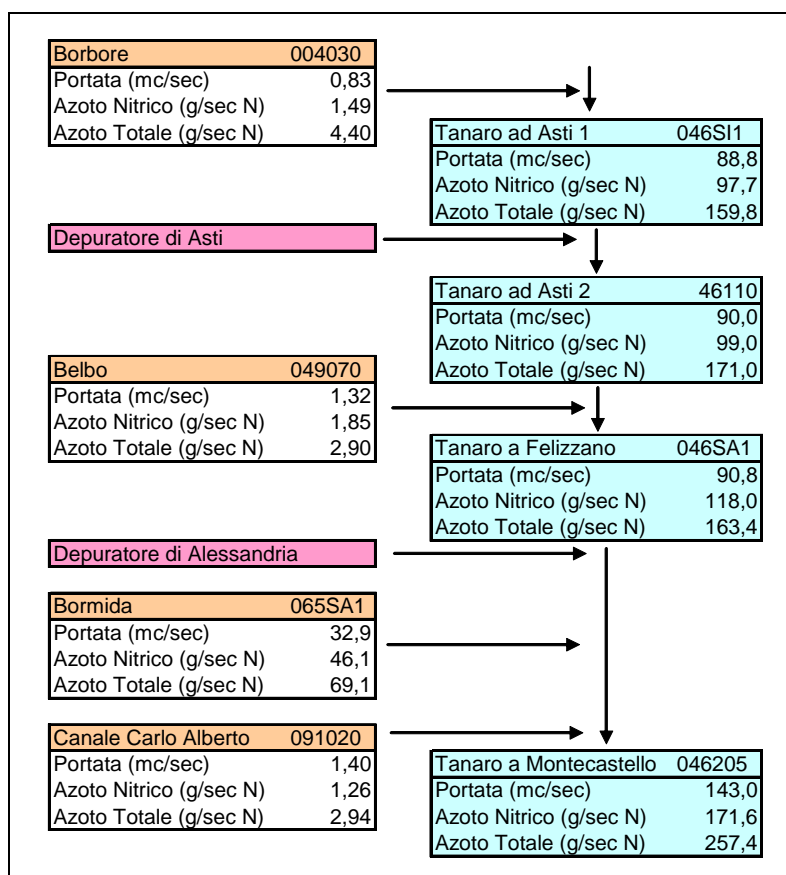 Borbore 004030
Portata (mc/sec) 0,83
Azoto Nitrico (g/sec N) 1,49
Azoto Totale (g/sec N) 4,40
Tanaro ad Asti 1 046SI1
Portata (mc/sec) 88,8
Azoto Nitrico (g/sec N) 97,7
Azoto Totale (g/sec N) 159,8
Depuratore di Asti
Tanaro ad Asti 2 46110
Portata (mc/sec) 90,0
Azoto Nitrico (g/sec N) 99,0
Azoto Totale (g/sec N) 171,0
Belbo 049070
Portata (mc/sec) 1,32
Azoto Nitrico (g/sec N) 1,85
Azoto Totale (g/sec N) 2,90
Tanaro a Felizzano 046SA1
Portata (mc/sec) 90,8
Azoto Nitrico (g/sec N) 118,0
Azoto Totale (g/sec N) 163,4
Depuratore di Alessandria
Bormida 065SA1
Portata (mc/sec) 32,9
Azoto Nitrico (g/sec N) 46,1
Azoto Totale (g/sec N) 69,1
Canale Carlo Alberto 091020
Portata (mc/sec) 1,40
Azoto Nitrico (g/sec N) 1,26
Azoto Totale (g/sec N) 2,94
Tanaro a Montecastello 046205
Portata (mc/sec) 143,0
Azoto Nitrico (g/sec N) 171,6
Azoto Totale (g/sec N) 257,4